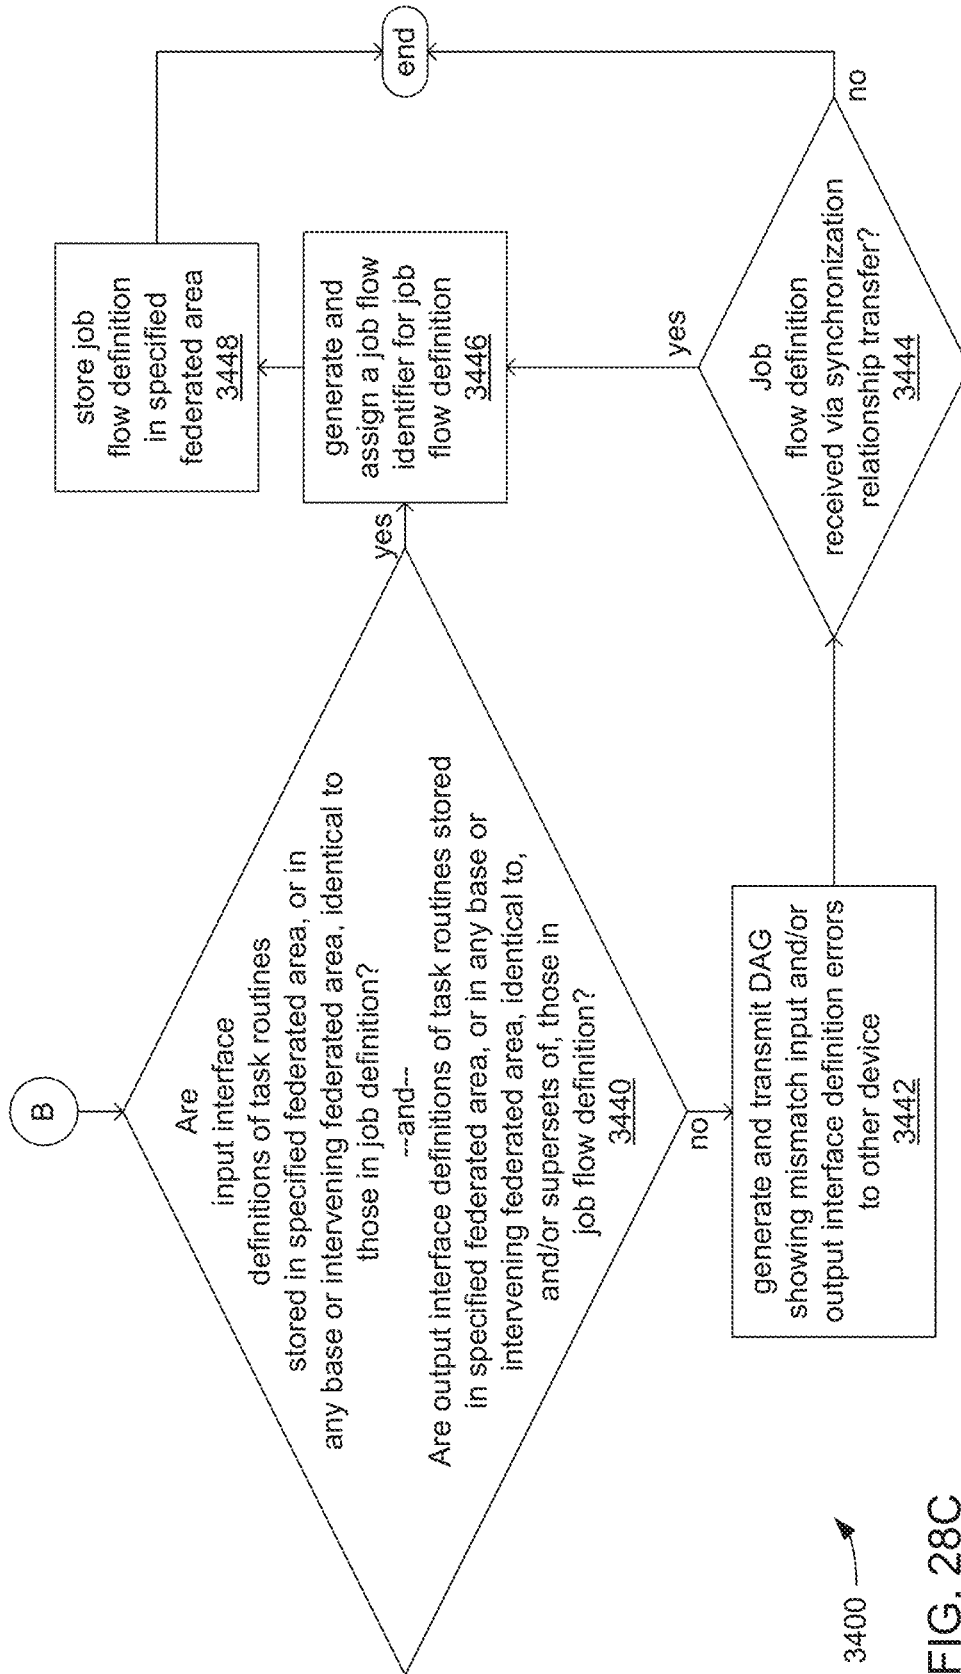 B
Are
input interface
definitions of task routines
stored in specified federated area, or in
any base or intervening federated area, identical to
those in job definition?
--and--
Are output interface definitions of task routines stored
in specified federated area, or in any base or
intervening federated area, identical to,
and/or supersets of, those in
job flow definition?
3440
yes
no
generate and transmit DAG
showing mismatch input and/or
output interface definition errors
to other device
3442
Job
flow definition
received via synchronization
relationship transfer?
3444
yes
no
generate and
assign a job flow
identifier for job
flow definition
3446
store job
flow definition
in specified
federated area
3448
end
3400
FIG. 28C